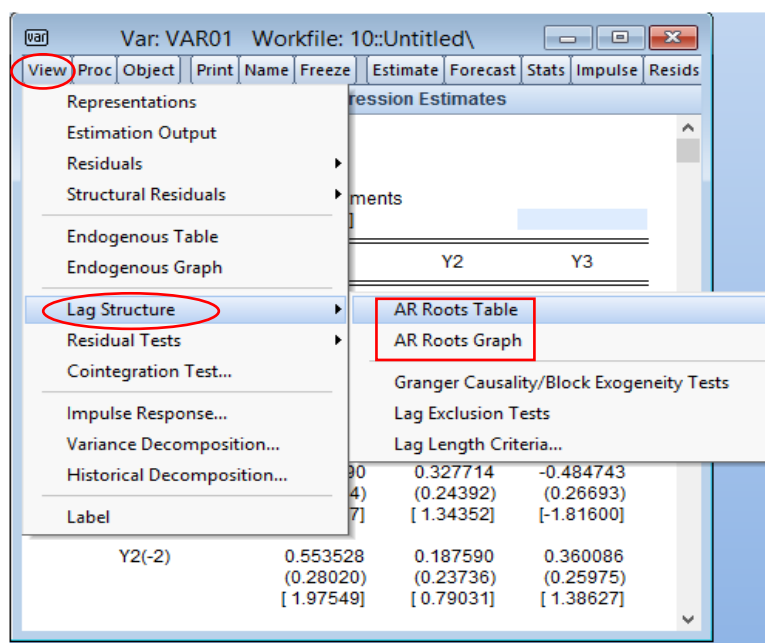 var Var: VAR01 Workfile: 10::Untitled\
View Proc Object Print Name Freeze Estimate Forecast Stats Impulse Resids
ression Estimates
Representations
Estimation Output
Residuals
Structural Residuals
ments
]
Endogenous Table
Y2 Y3
Endogenous Graph
Lag Structure
AR Roots Table
Residual Tests
AR Roots Graph
Cointegration Test...
Granger Causality/Block Exogeneity Tests
Impulse Response...
Lag Exclusion Tests
Variance Decomposition...
Lag Length Criteria...
Historical Decomposition...
90 0.327714 -0.484743
4) (0.24392) (0.26693)
Label
7] [ 1.34352] [-1.81600]
Y2(-2) 0.553528 0.187590 0.360086
(0.28020) (0.23736) (0.25975)
[ 1.97549] [ 0.79031] [ 1.38627]